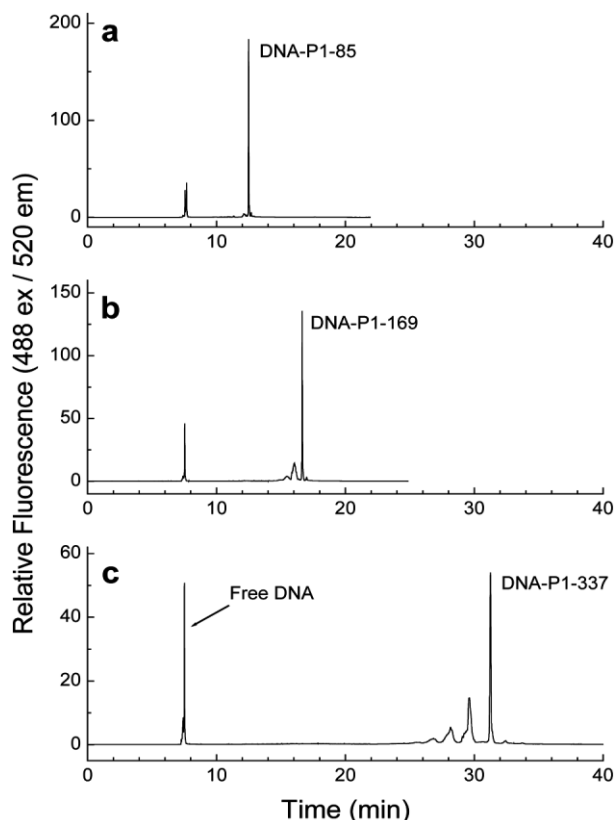 Relative Fluorescence (488 ex / 520 em)
a
DNA-P1-85
200
100
0
0 10 20 30 40
b
DNA-P1-169
150
100
50
0
0 10 20 30 40
c
DNA-P1-337
Free DNA
60
40
20
0
0 10 20 30 40
Time (min)